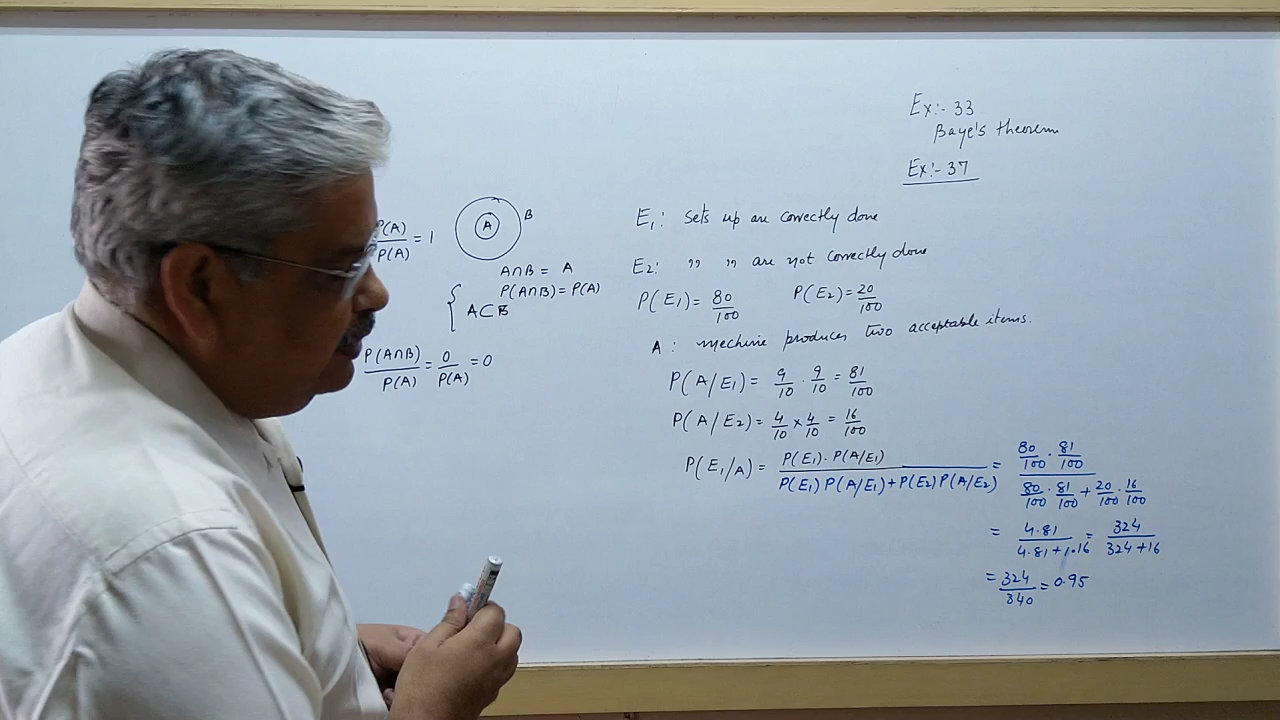 Ex:- 33
Baye's theorem
Ex:- 37
P(A)/P(A) = 1
A
B
A∩B = A
P(A∩B) = P(A)
{ A⊂B
P(A∩B)/P(A) = 0/P(A) = 0
E₁: Sets up are correctly done
E₂: " " are not correctly done
P(E₁) = 80/100 P(E₂) = 20/100
A: mechine produces two acceptable items.
P(A/E₁) = 9/10 · 9/10 = 81/100
P(A/E₂) = 4/10 × 4/10 = 16/100
P(E₁/A) = P(E₁)·P(A/E₁) / P(E₁) P(A/E₁) + P(E₂) P(A/E₂) = 80/100 · 81/100 / 80/100 · 81/100 + 20/100 · 16/100
= 4·81 / 4·81 + 1·16 = 324 / 324 + 16
= 324/340 = 0.95